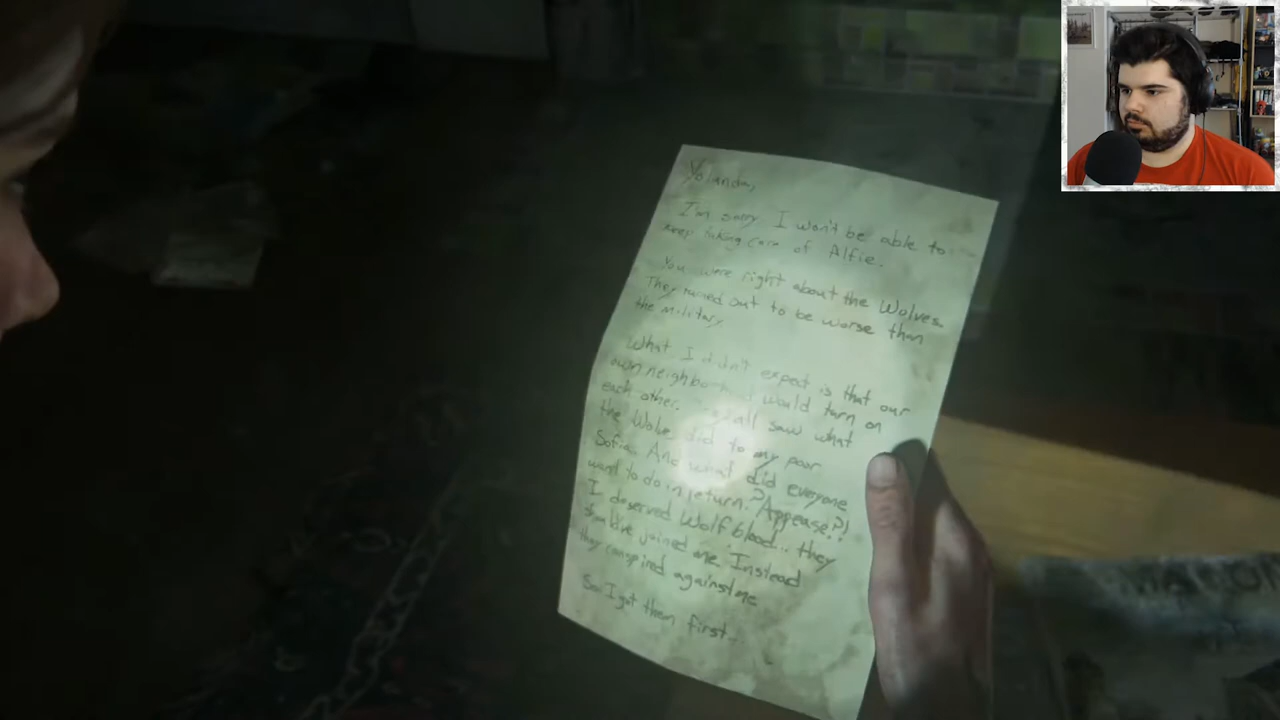 Yolanda,
I'm sorry I won't be able to
keep taking care of Alfie.
You were right about the Wolves.
They turned out to be worse than
the military.
What I didn't expect is that our
own neighborhood would turn on
each other. all saw what
the Wolves did to my poor
Sofia. And what did everyone
want to do in return? Appease?!
I deserved Wolf blood... they
should've joined me. Instead
they conspired against me.
So I got them first...